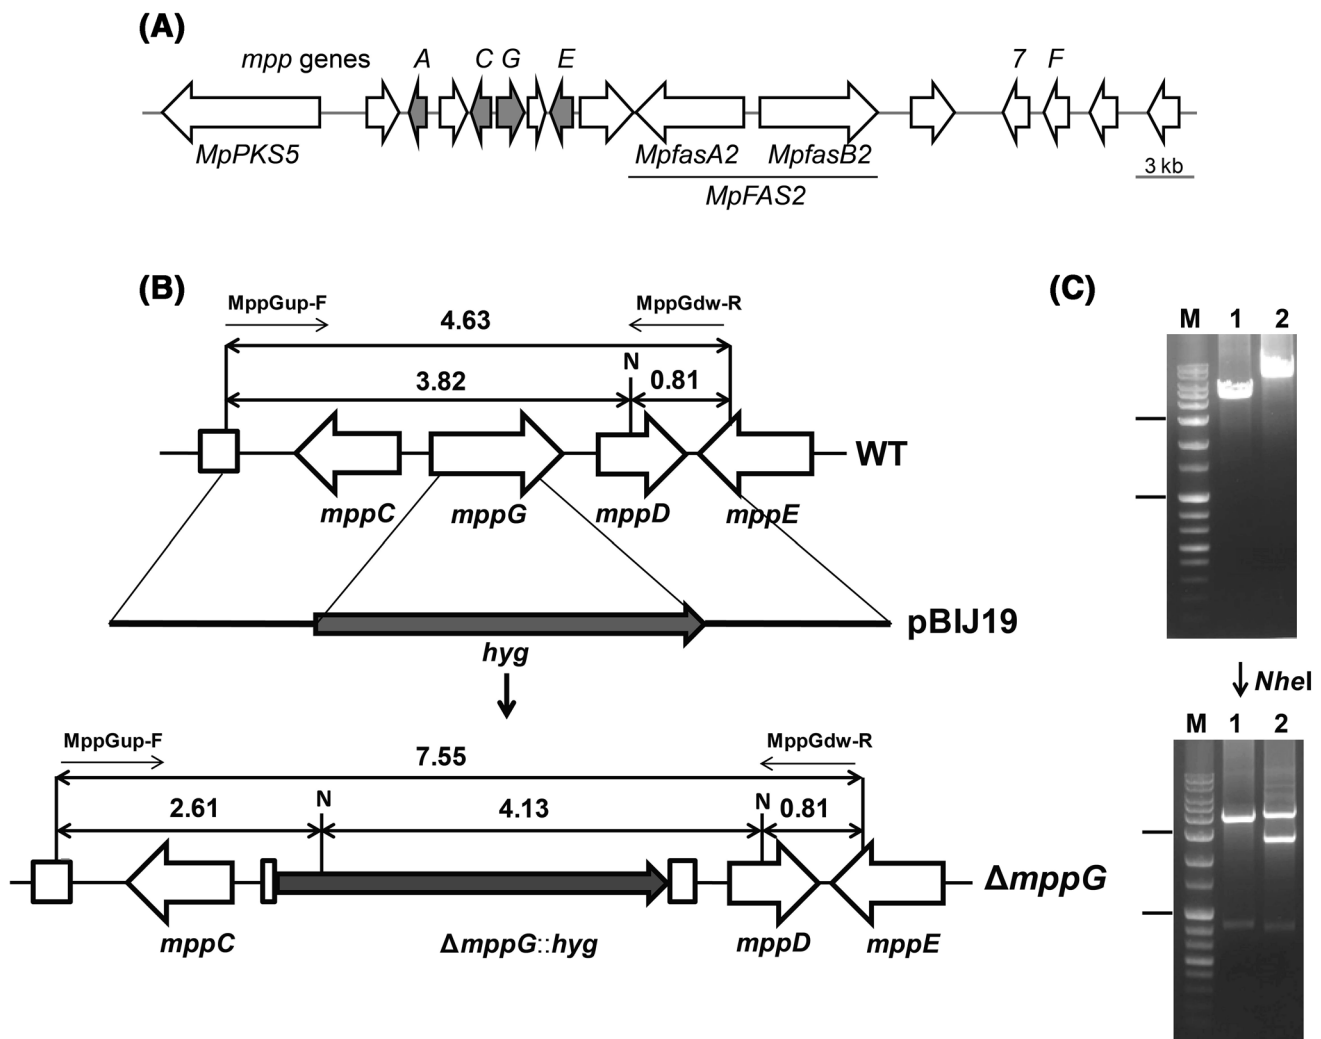 (A)
mpp genes A C G E 7 F
MpPKS5 MpfasA2 MpfasB2
3 kb
MpFAS2
(B)
MppGup-F MppGdw-R
4.63
N
3.82 0.81
WT
mppC mppG mppD mppE
pBIJ19
hyg
MppGup-F MppGdw-R
7.55
N N
2.61 4.13 0.81
ΔmppG
mppC ΔmppG::hyg mppD mppE
(C)
M 1 2
NheI
M 1 2